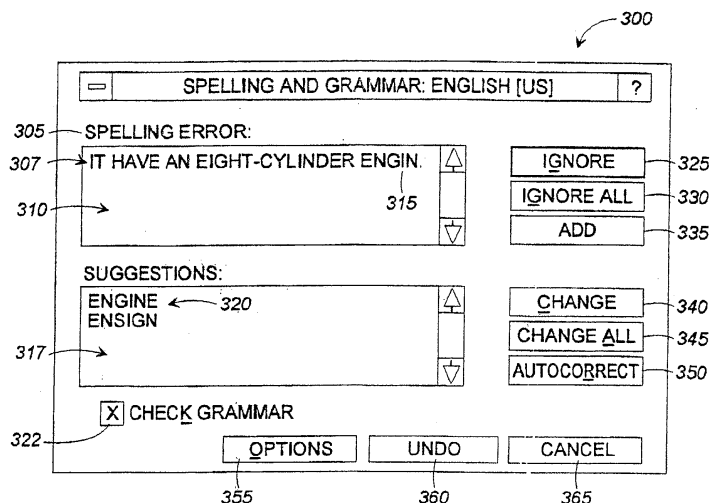 300
SPELLING AND GRAMMAR: ENGLISH [US] ?
305 SPELLING ERROR:
307 IT HAVE AN EIGHT-CYLINDER ENGIN.
315
310
IGNORE 325
IGNORE ALL 330
ADD 335
SUGGESTIONS:
ENGINE 320
ENSIGN
317
CHANGE 340
CHANGE ALL 345
AUTOCORRECT 350
X CHECK GRAMMAR
322
OPTIONS UNDO CANCEL
355 360 365